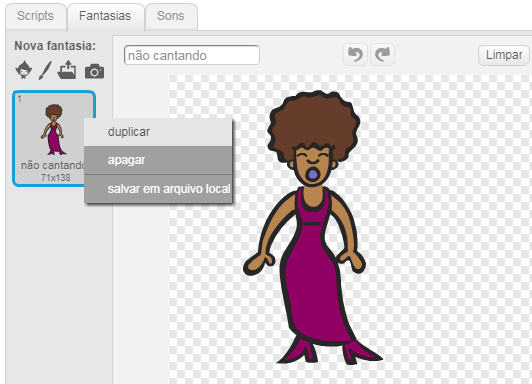 Scripts Fantasias Sons
Nova fantasia:
não cantando
Limpar
1
não cantando
71x138
duplicar
apagar
salvar em arquivo local